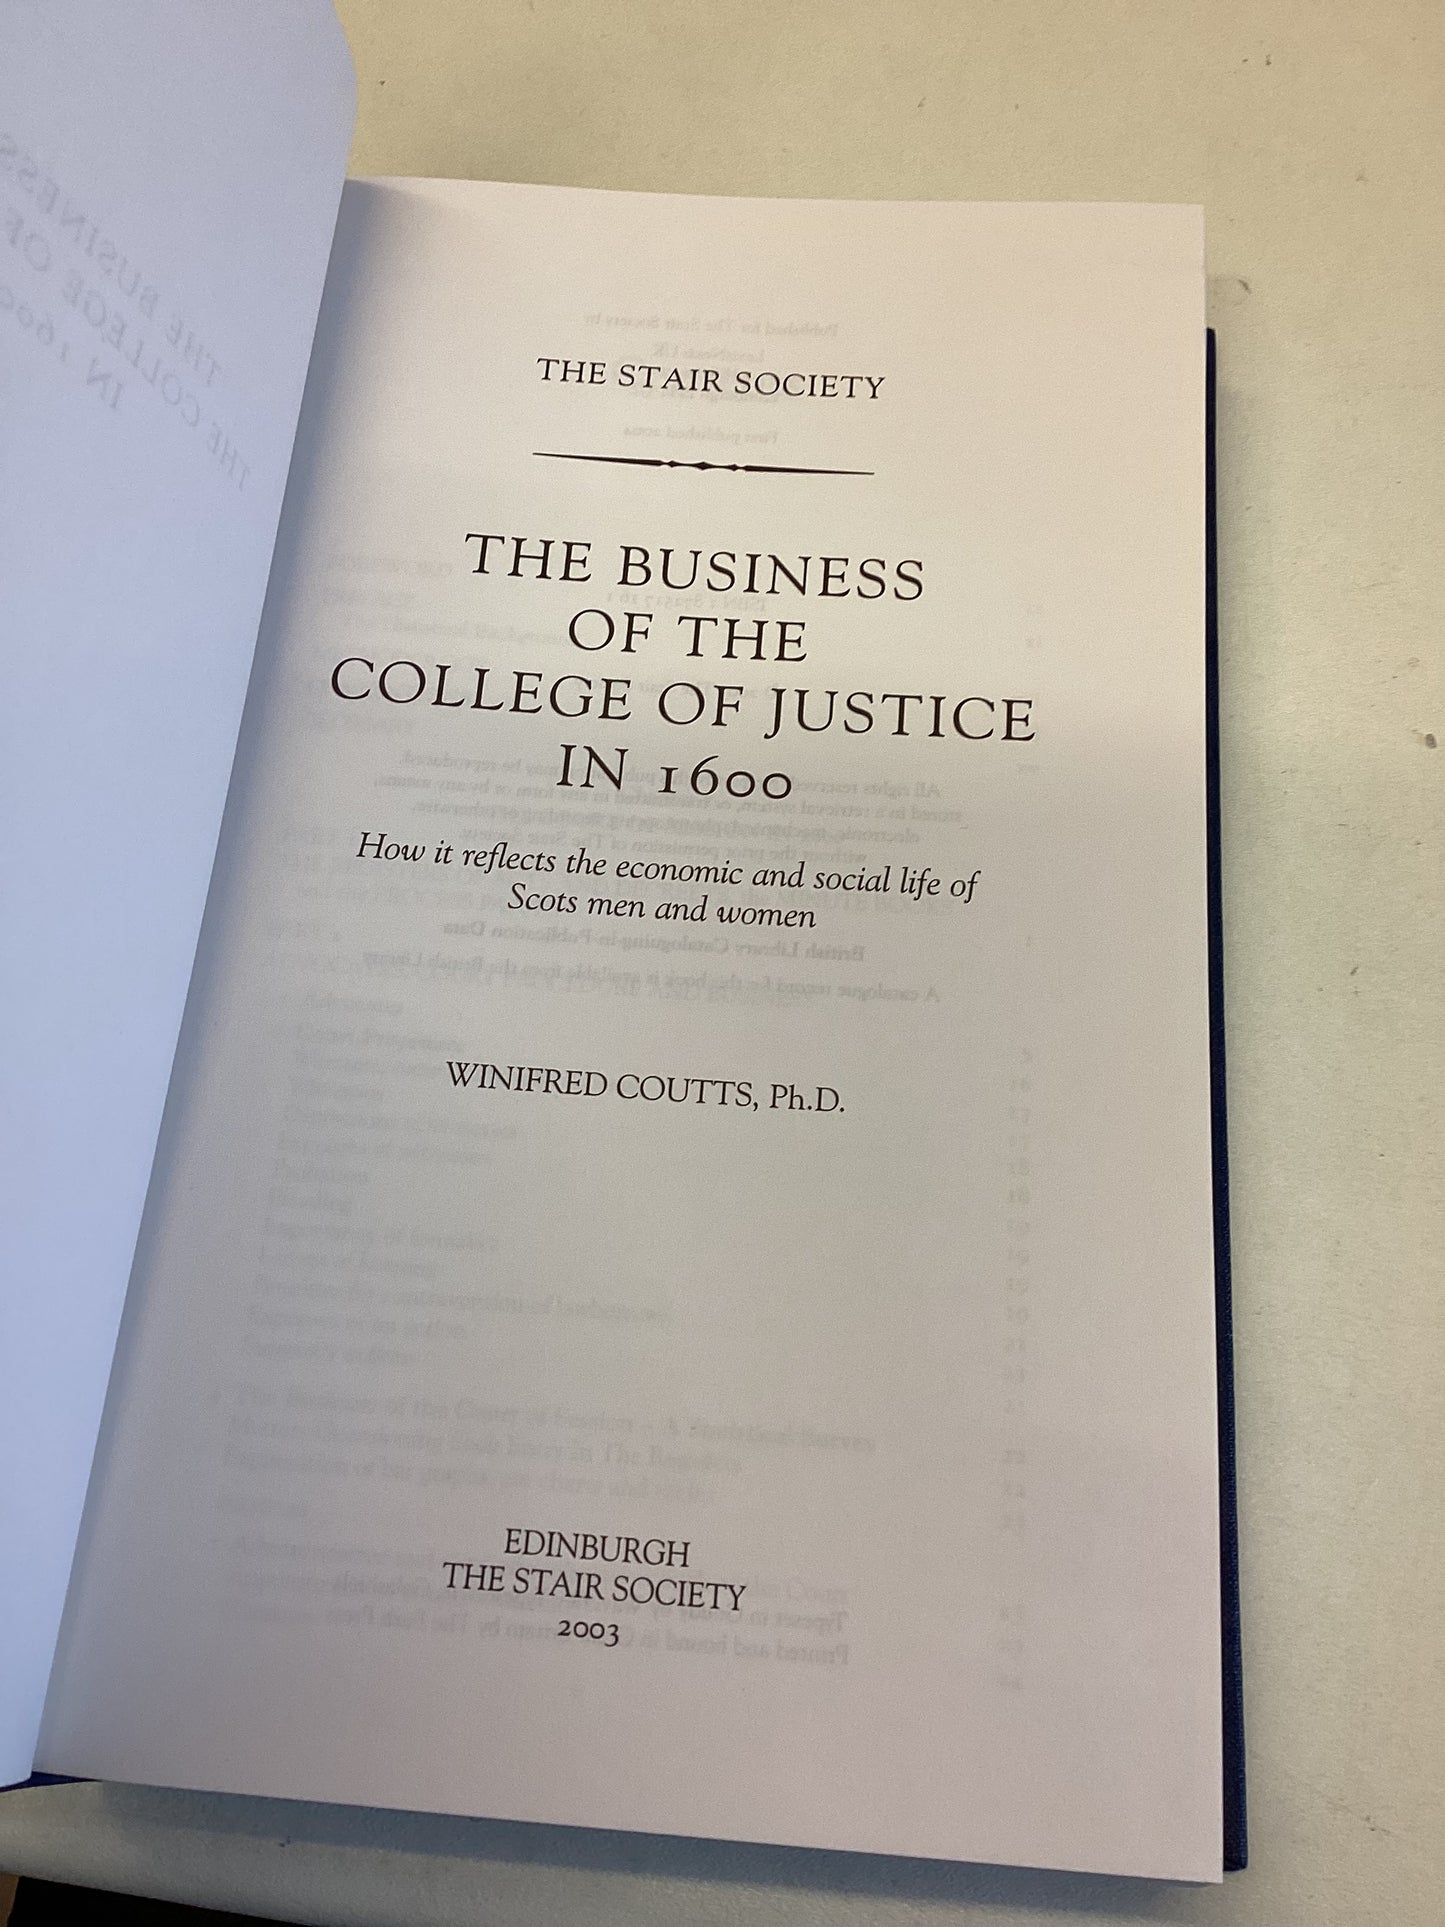 THE STAIR SOCIETY
THE BUSINESS
OF THE
COLLEGE OF JUSTICE
IN 1600
How it reflects the economic and social life of
Scots men and women
WINIFRED COUTTS, Ph.D.
EDINBURGH
THE STAIR SOCIETY
2003